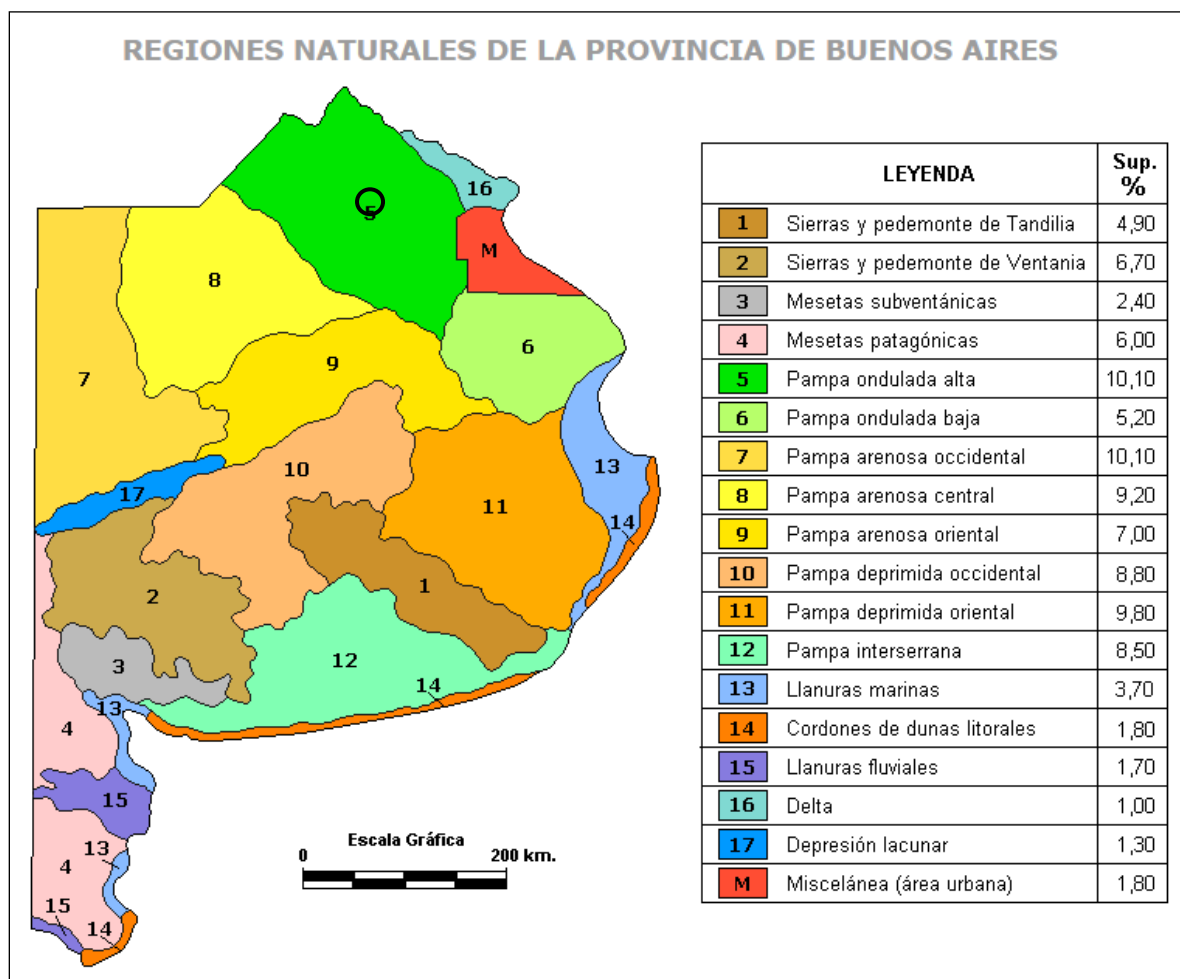 REGIONES NATURALES DE LA PROVINCIA DE BUENOS AIRES
16
5
M
8
6
9
7
10
13
17
11
14
1
2
12
3
14
13
4
15
13
4
15
14
Escala Gráfica
0 200 km.
LEYENDA Sup. %
1 Sierras y pedemonte de Tandilia 4,90
2 Sierras y pedemonte de Ventania 6,70
3 Mesetas subventánicas 2,40
4 Mesetas patagónicas 6,00
5 Pampa ondulada alta 10,10
6 Pampa ondulada baja 5,20
7 Pampa arenosa occidental 10,10
8 Pampa arenosa central 9,20
9 Pampa arenosa oriental 7,00
10 Pampa deprimida occidental 8,80
11 Pampa deprimida oriental 9,80
12 Pampa interserrana 8,50
13 Llanuras marinas 3,70
14 Cordones de dunas litorales 1,80
15 Llanuras fluviales 1,70
16 Delta 1,00
17 Depresión lacunar 1,30
M Miscelánea (área urbana) 1,80